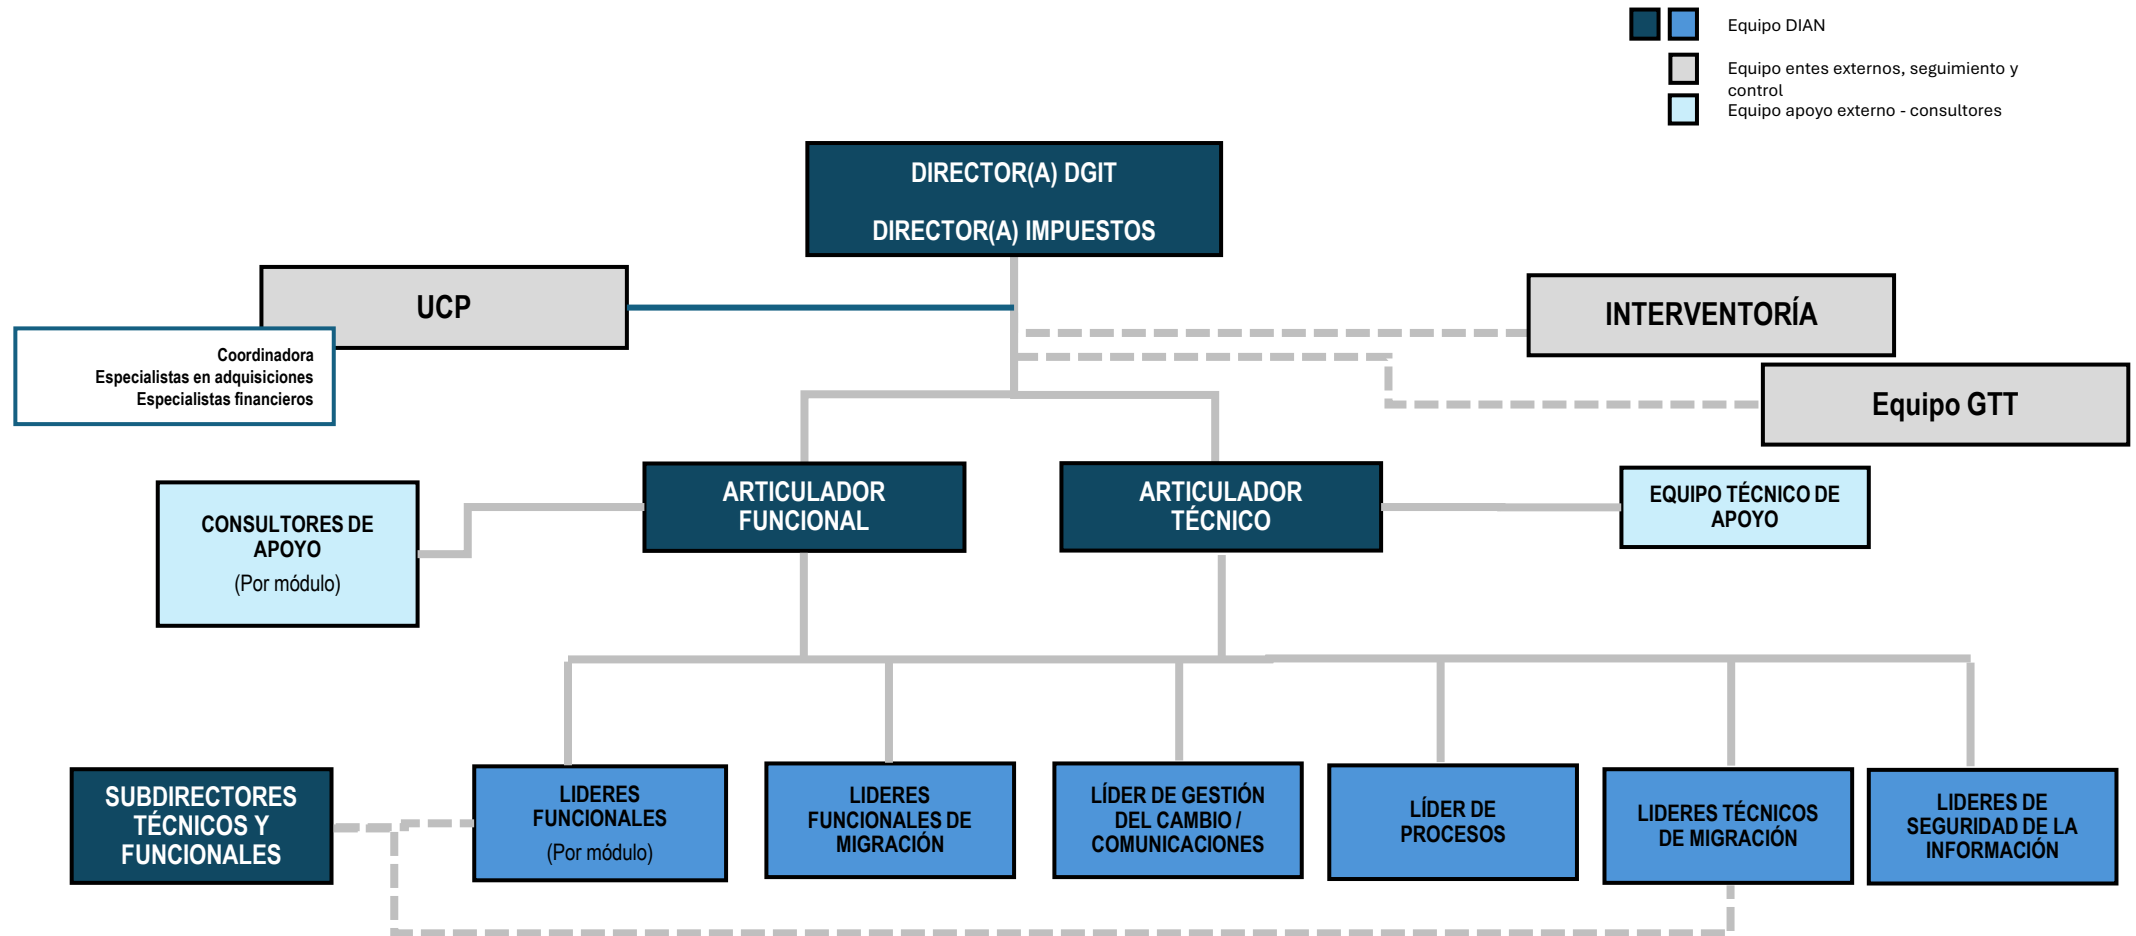 Equipo DIAN
Equipo entes externos, seguimiento y
control
Equipo apoyo externo - consultores
DIRECTOR(A) DGIT
DIRECTOR(A) IMPUESTOS
UCP
Coordinadora
Especialistas en adquisiciones
Especialistas financieros
INTERVENTORÍA
Equipo GTT
CONSULTORES DE
APOYO
(Por módulo)
ARTICULADOR
FUNCIONAL
ARTICULADOR
TÉCNICO
EQUIPO TÉCNICO DE
APOYO
SUBDIRECTORES
TÉCNICOS Y
FUNCIONALES
LIDERES
FUNCIONALES
(Por módulo)
LIDERES
FUNCIONALES DE
MIGRACIÓN
LÍDER DE GESTIÓN
DEL CAMBIO /
COMUNICACIONES
LÍDER DE
PROCESOS
LIDERES TÉCNICOS
DE MIGRACIÓN
LIDERES DE
SEGURIDAD DE LA
INFORMACIÓN